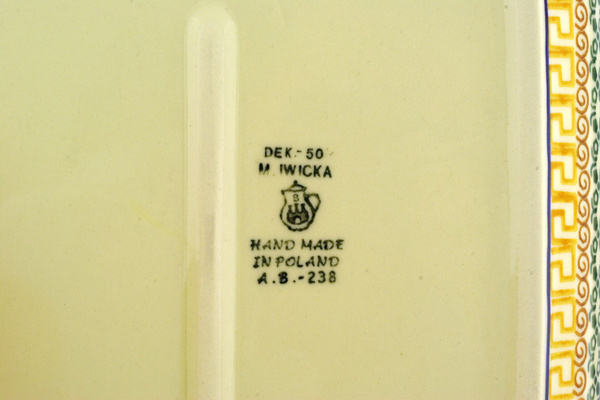 DEK.- 50
M. IWICKA
B
HAND MADE
IN POLAND
A.B.-238